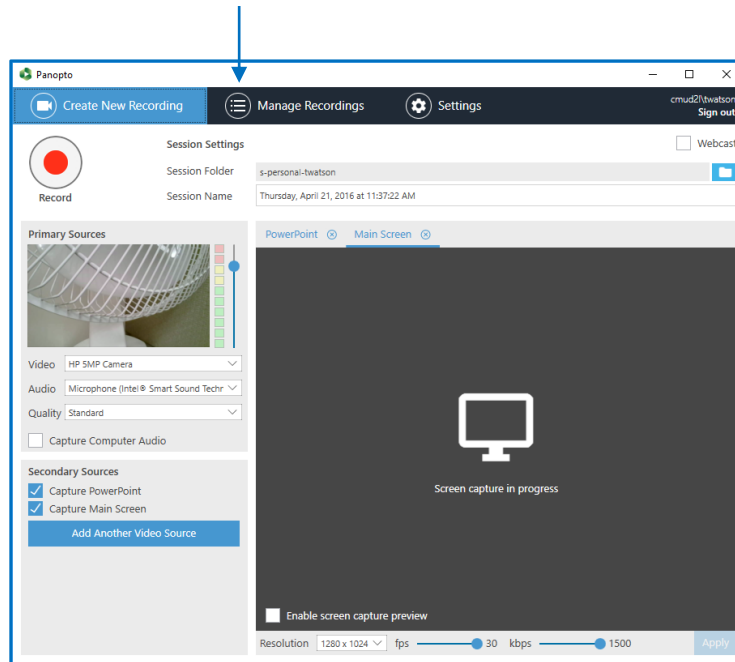 Panopto
Create New Recording Manage Recordings Settings cmud2l\twatson
Sign out
Session Settings Webcast
Session Folder s-personal-twatson
Record Session Name Thursday, April 21, 2016 at 11:37:22 AM
Primary Sources
PowerPoint Main Screen
Video HP 5MP Camera
Audio Microphone (Intel® Smart Sound Techr
Quality Standard
Capture Computer Audio
Secondary Sources
Capture PowerPoint
Capture Main Screen
Add Another Video Source
Screen capture in progress
Enable screen capture preview
Resolution 1280 x 1024 fps 30 kbps 1500 Apply